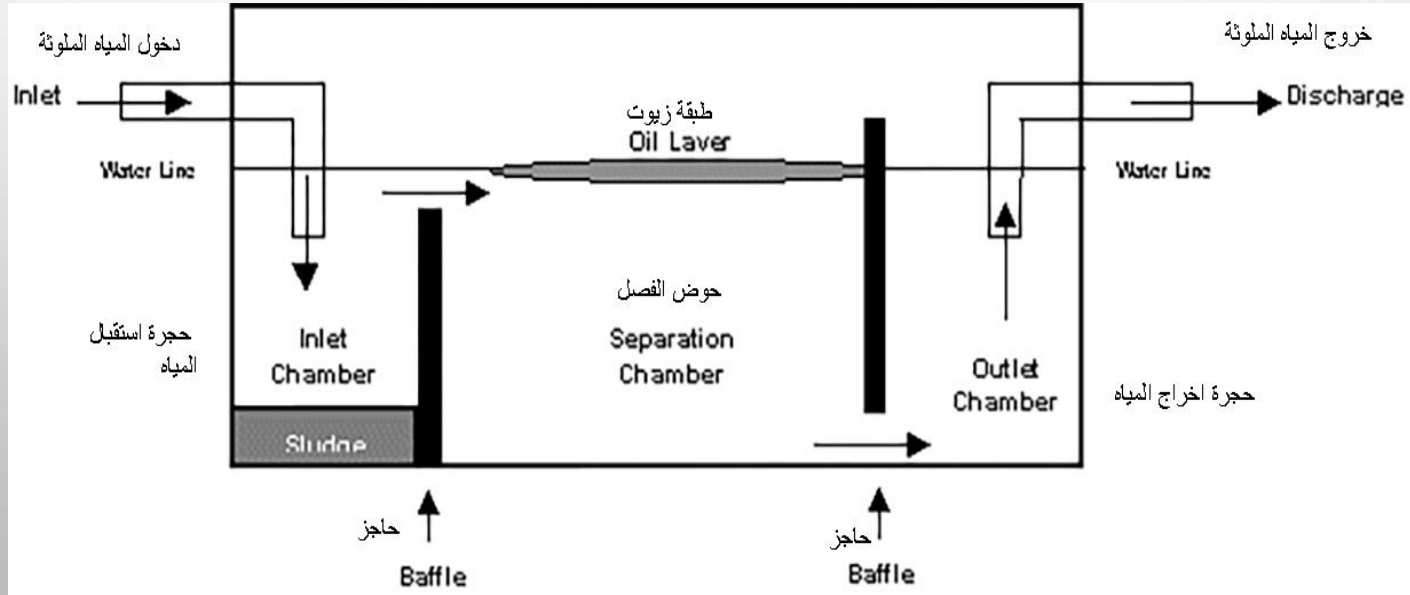 دخول المياه الملوثة
Inlet
خروج المياه الملوثة
Discharge
طبقة زيوت
Oil Laver
Water Line
Water Line
حوض الفصل
Separation
Chamber
حجرة استقبال
المياه
Inlet
Chamber
Outlet
Chamber
حجرة اخراج المياه
Sludge
حاجز
Baffle
حاجز
Baffle